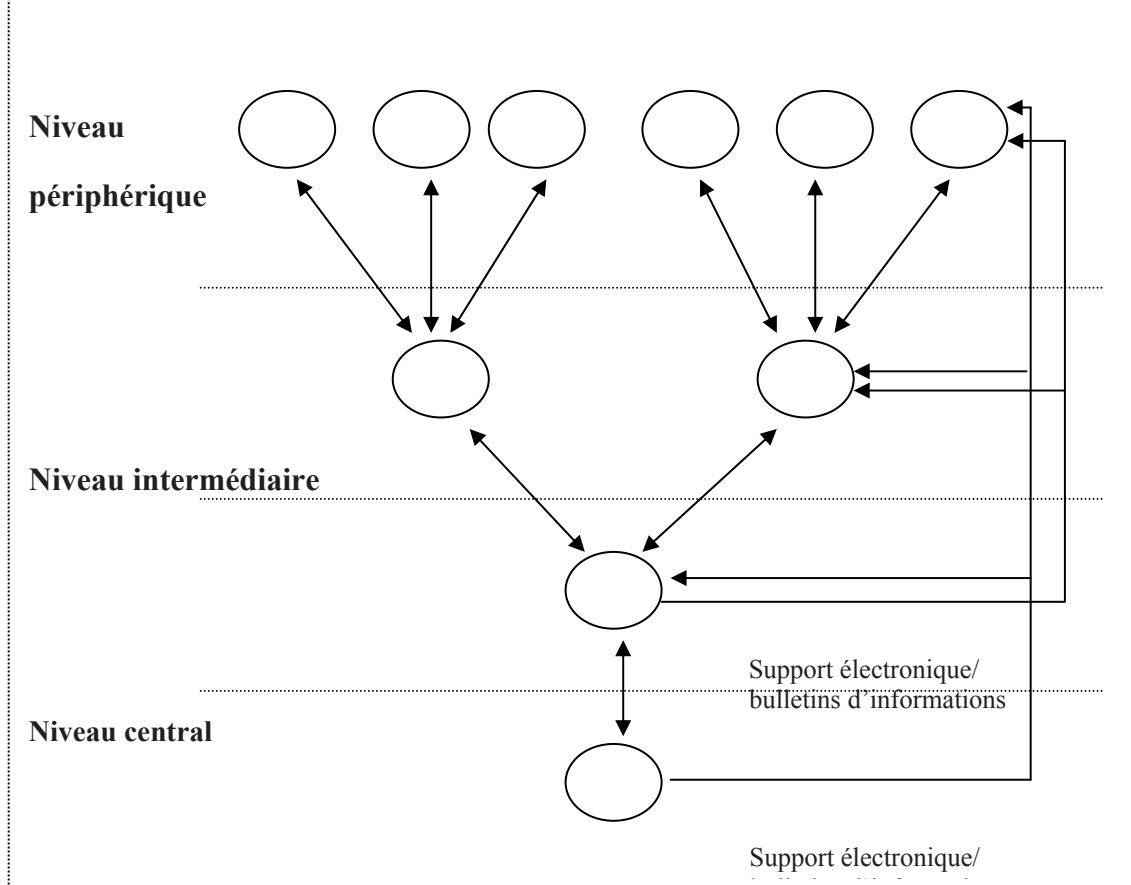 Niveau
périphérique
Niveau intermédiaire
Support électronique/
bulletins d'informations
Niveau central
Support électronique/